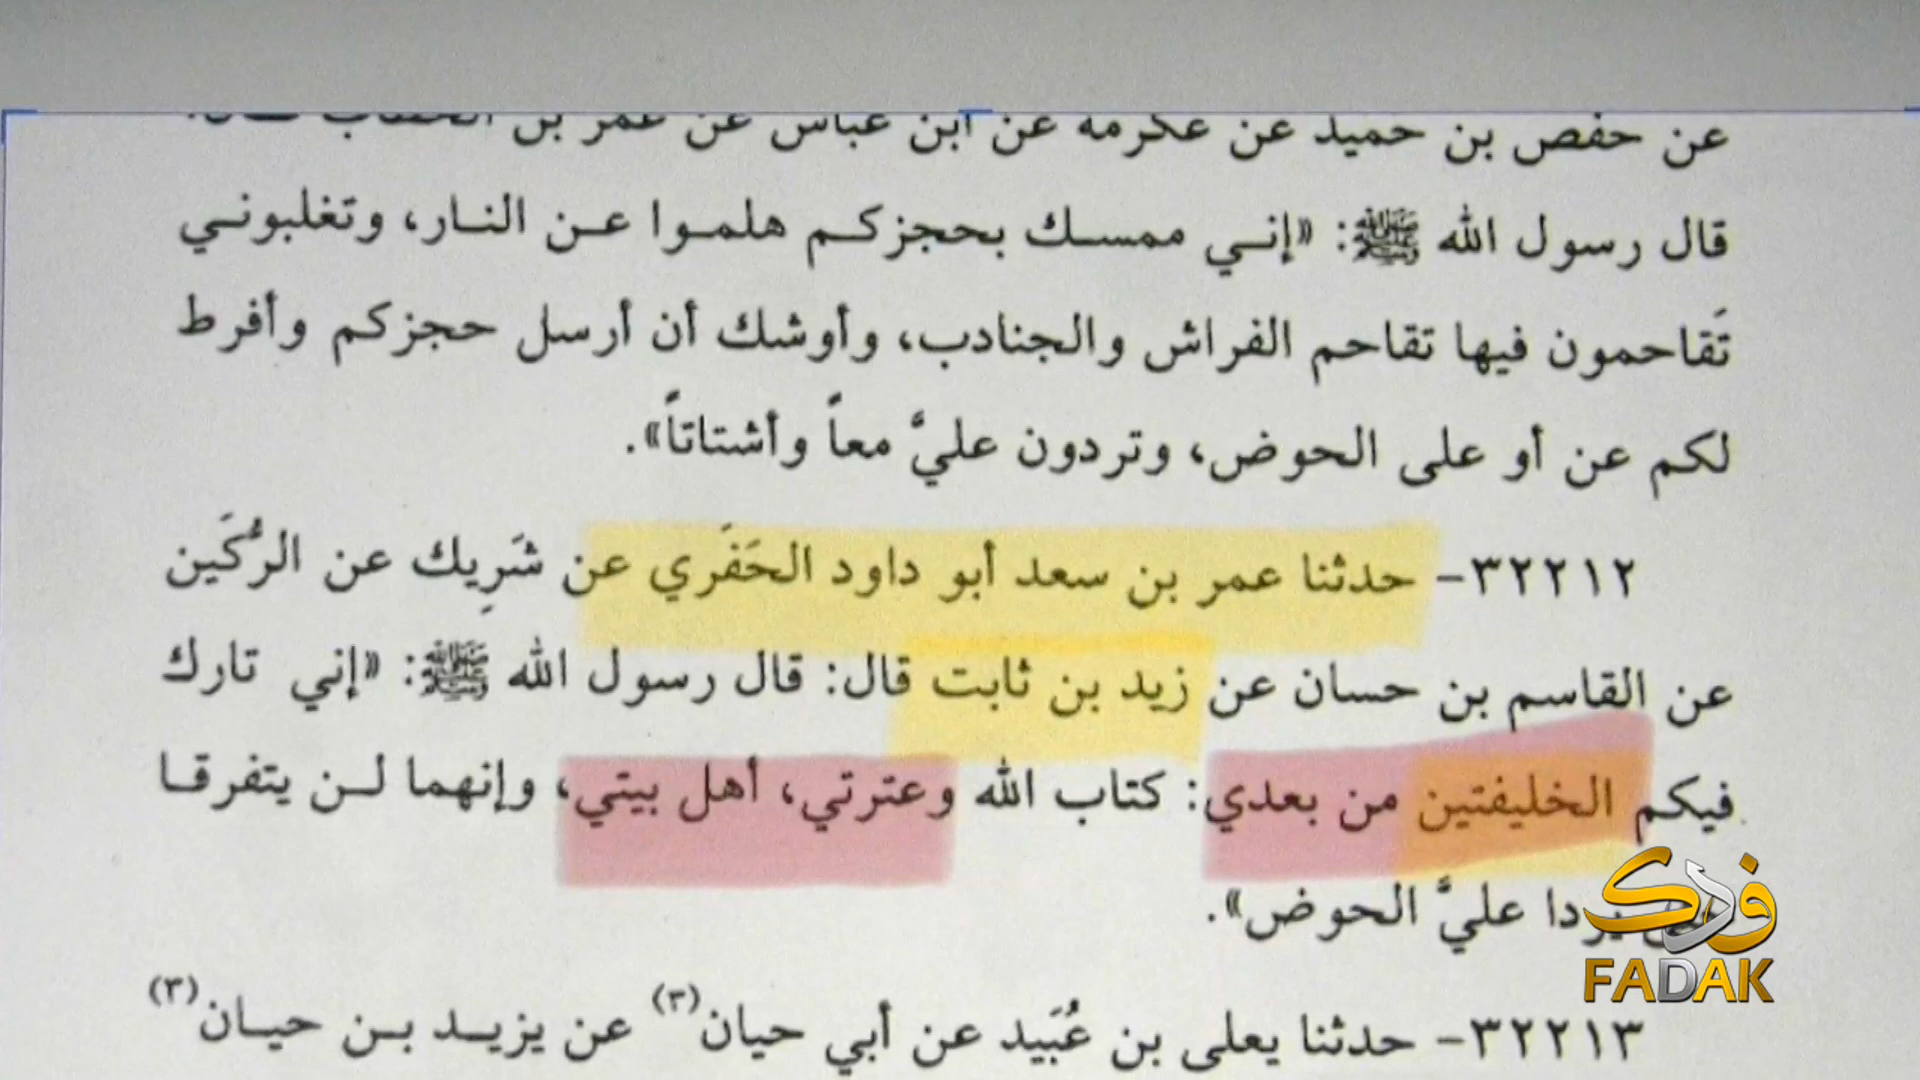 عن حفص بن حميد عن عكرمة عن ابن عباس عن عمر بن الخطاب قال:
قال رسول الله ﷺ: «إني ممسك بحجزكم هلموا عن النار، وتغلبوني
تَقاحمون فيها تقاحم الفراش والجنادب، وأوشك أن أرسل حجزكم وأفرط
لكم عن أو على الحوض، وتردون عليَّ معاً وأشتاتاً».
٣٢٢١٢- حدثنا عمر بن سعد أبو داود الحَفَري عن شَرِيك عن الرُّكَين
عن القاسم بن حسان عن زيد بن ثابت قال: قال رسول الله ﷺ: «إني تارك
فيكم الخليفتين من بعدي: كتاب الله وعترتي، أهل بيتي، وإنهما لن يتفرقا
يردا عليَّ الحوض».
٣٢٢١٣- حدثنا يعلى بن عُبَيد عن أبي حيان(٣) عن يزيد بن حيان(٣)
فدك
FADAK